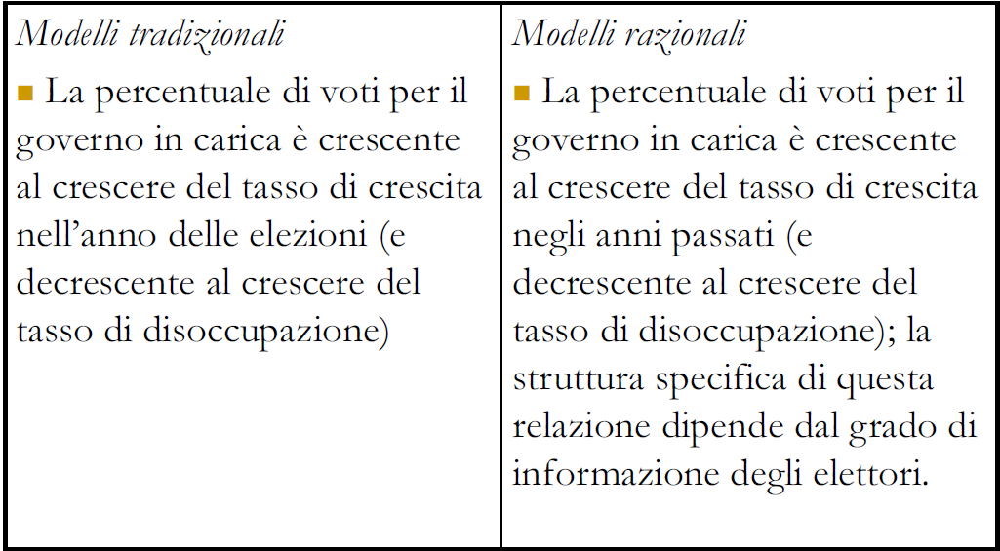 Modelli tradizionali
■ La percentuale di voti per il
governo in carica è crescente
al crescere del tasso di crescita
nell’anno delle elezioni (e
decrescente al crescere del
tasso di disoccupazione)
Modelli razionali
■ La percentuale di voti per il
governo in carica è crescente
al crescere del tasso di crescita
negli anni passati (e
decrescente al crescere del
tasso di disoccupazione); la
struttura specifica di questa
relazione dipende dal grado di
informazione degli elettori.